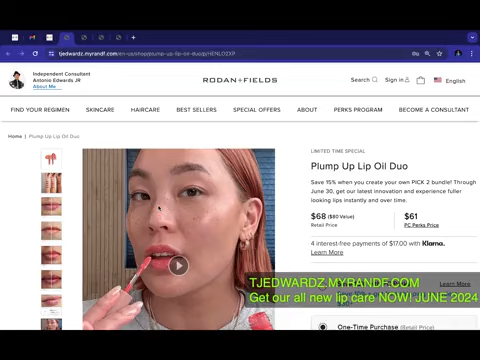 tjedwardz.myrandf.com/en-us/shop/plump-up-lip-oil-duo/p/
Independent Consultant
Antonio Edwards JR
About Me
RODAN+FIELDS
Search
Sign in
English
FIND YOUR REGIMEN
SKINCARE
HAIRCARE
BEST SELLERS
SPECIAL OFFERS
ABOUT
PERKS PROGRAM
BECOME A CONSULTANT
Home | Plump Up Lip Oil Duo
LIMITED TIME SPECIAL
Plump Up Lip Oil Duo
Save 15% when you create your own PICK 2 bundle! Through
June 30, get our latest innovation and experience fuller
looking lips instantly and over time.
$68 ($80 Value)
Retail Price
$61
PC Perks Price
4 interest-free payments of $17.00 with Klarna.
Learn More
Learn More
TJEDWARDZ.MYRANDF.COM
Get our all new lip care NOW! JUNE 2024
One-Time Purchase (Retail Price)